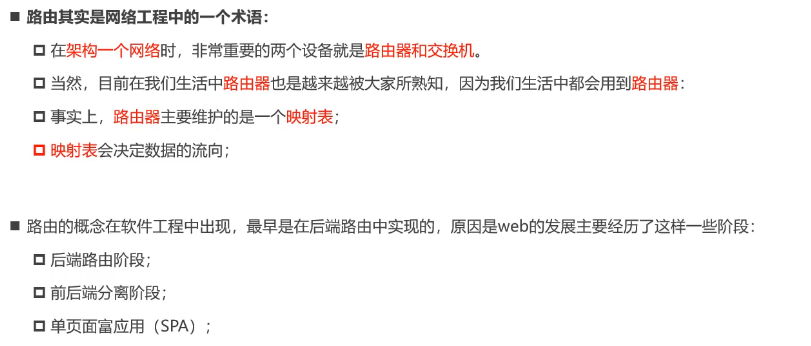 路由其实是网络工程中的一个术语：
在架构一个网络时，非常重要的两个设备就是路由器和交换机。
当然，目前在我们生活中路由器也是越来越被大家所熟知，因为我们生活中都会用到路由器：
事实上，路由器主要维护的是一个映射表；
映射表会决定数据的流向；
路由的概念在软件工程中出现，最早是在后端路由中实现的，原因是web的发展主要经历了这样一些阶段：
后端路由阶段；
前后端分离阶段；
单页面富应用（SPA）；